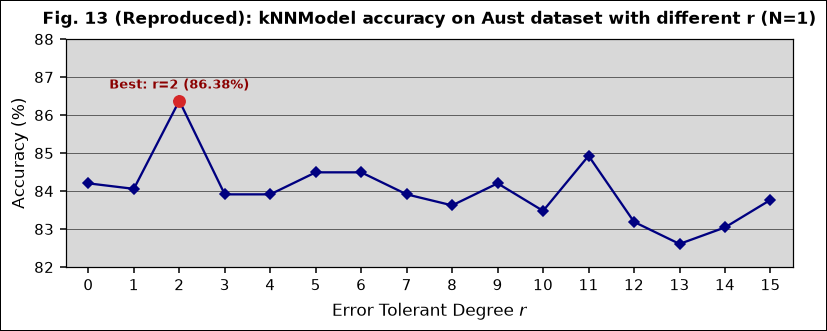 Fig. 13 (Reproduced): kNNModel accuracy on Aust dataset with different r (N=1)
88
87
Best: r=2 (86.38%)
86
85
84
83
82
Accuracy (%)
0 1 2 3 4 5 6 7 8 9 10 11 12 13 14 15
Error Tolerant Degree r